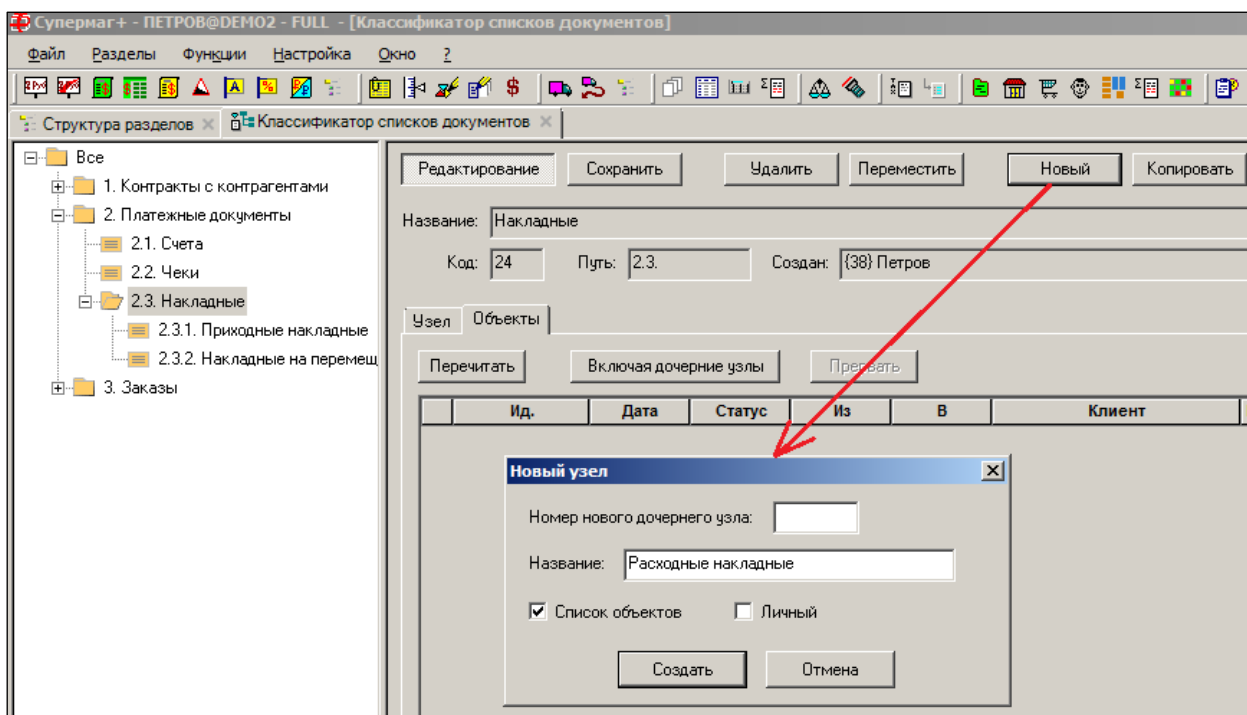 Супермаг+ - ПЕТРОВ@DEMO2 - FULL - [Классификатор списков документов]
Файл Разделы Функции Настройка Окно ?
Структура разделов Классификатор списков документов
Все
1. Контракты с контрагентами
2. Платежные документы
2.1. Счета
2.2. Чеки
2.3. Накладные
2.3.1. Приходные накладные
2.3.2. Накладные на перемещ
3. Заказы
Редактирование Сохранить Удалить Переместить Новый Копировать
Название: Накладные
Код: 24 Путь: 2.3. Создан: {38} Петров
Узел Объекты
Перечитать Включая дочерние узлы Прервать
Ид. Дата Статус Из В Клиент
Новый узел
Номер нового дочернего узла:
Название: Расходные накладные
Список объектов Личный
Создать Отмена